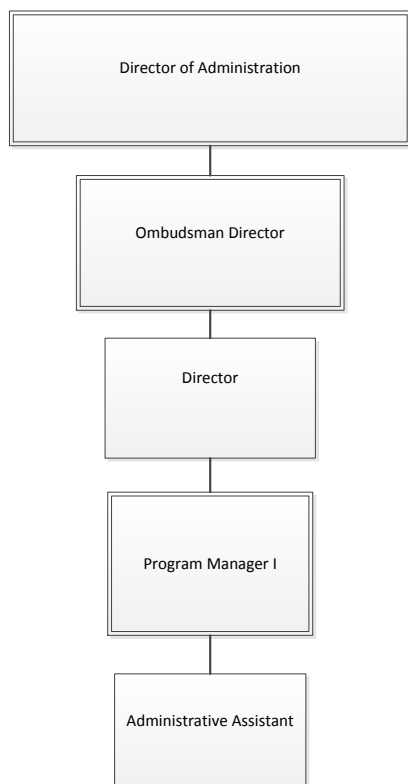 Director of Administration
Ombudsman Director
Director
Program Manager I
Administrative Assistant